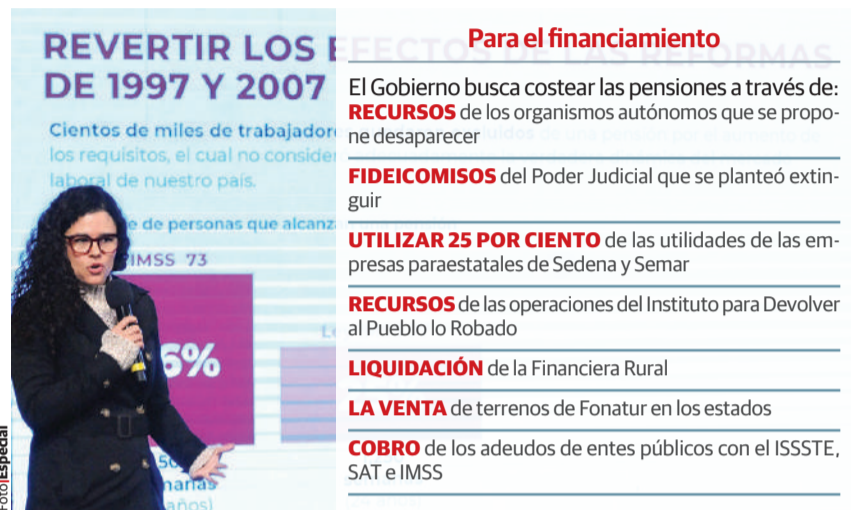 REVERTIR LOS EFECTOS DE LAS REFORMAS
DE 1997 Y 2007
Cientos de miles de trabajador
los requisitos, el cual no consider
laboral de nuestro país.
de personas que alcanza
IMSS 73
6%
Foto|Especial
Para el financiamiento
El Gobierno busca costear las pensiones a través de:
RECURSOS de los organismos autónomos que se propo-
ne desaparecer
FIDEICOMISOS del Poder Judicial que se planteó extin-
guir
UTILIZAR 25 POR CIENTO de las utilidades de las em-
presas paraestatales de Sedena y Semar
RECURSOS de las operaciones del Instituto para Devolver
al Pueblo lo Robado
LIQUIDACIÓN de la Financiera Rural
LA VENTA de terrenos de Fonatur en los estados
COBRO de los adeudos de entes públicos con el ISSSTE,
SAT e IMSS